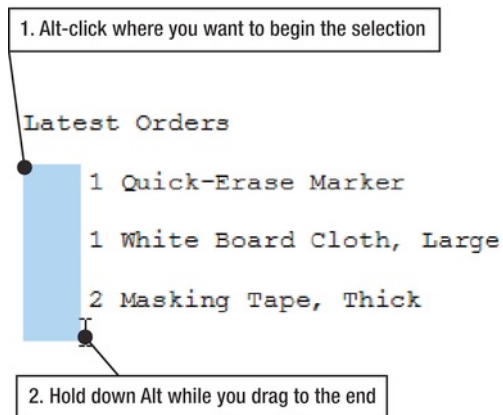 1. Alt-click where you want to begin the selection
Latest Orders
1 Quick-Erase Marker
1 White Board Cloth, Large
2 Masking Tape, Thick
2. Hold down Alt while you drag to the end